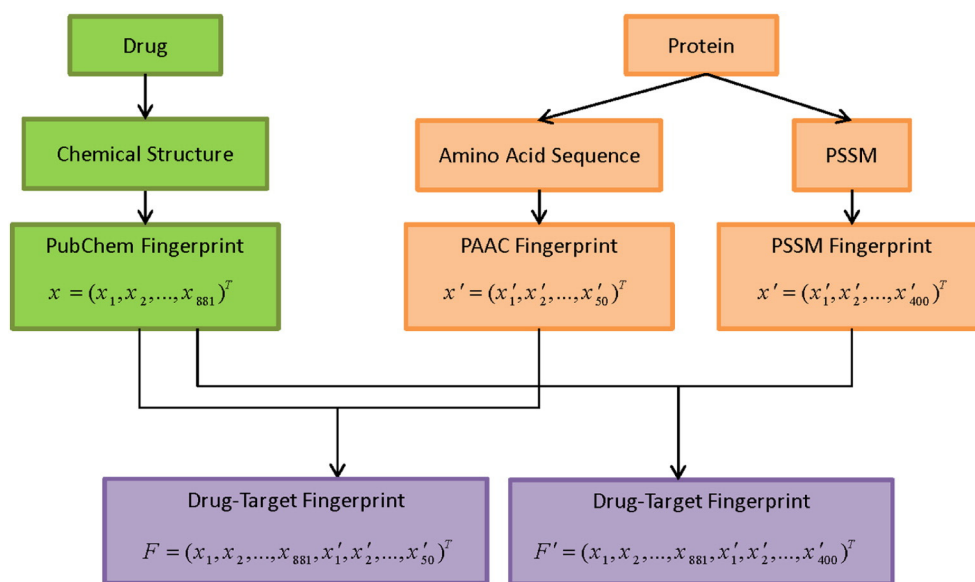 Drug
Protein
Chemical Structure
Amino Acid Sequence
PSSM
PubChem Fingerprint
x = (x₁, x₂, ..., x₈₈₁)ᵀ
PAAC Fingerprint
x′ = (x′₁, x′₂, ..., x′₅₀)ᵀ
PSSM Fingerprint
x′ = (x′₁, x′₂, ..., x′₄₀₀)ᵀ
Drug-Target Fingerprint
F = (x₁, x₂, ..., x₈₈₁, x′₁, x′₂, ..., x′₅₀)ᵀ
Drug-Target Fingerprint
F′ = (x₁, x₂, ..., x₈₈₁, x′₁, x′₂, ..., x′₄₀₀)ᵀ